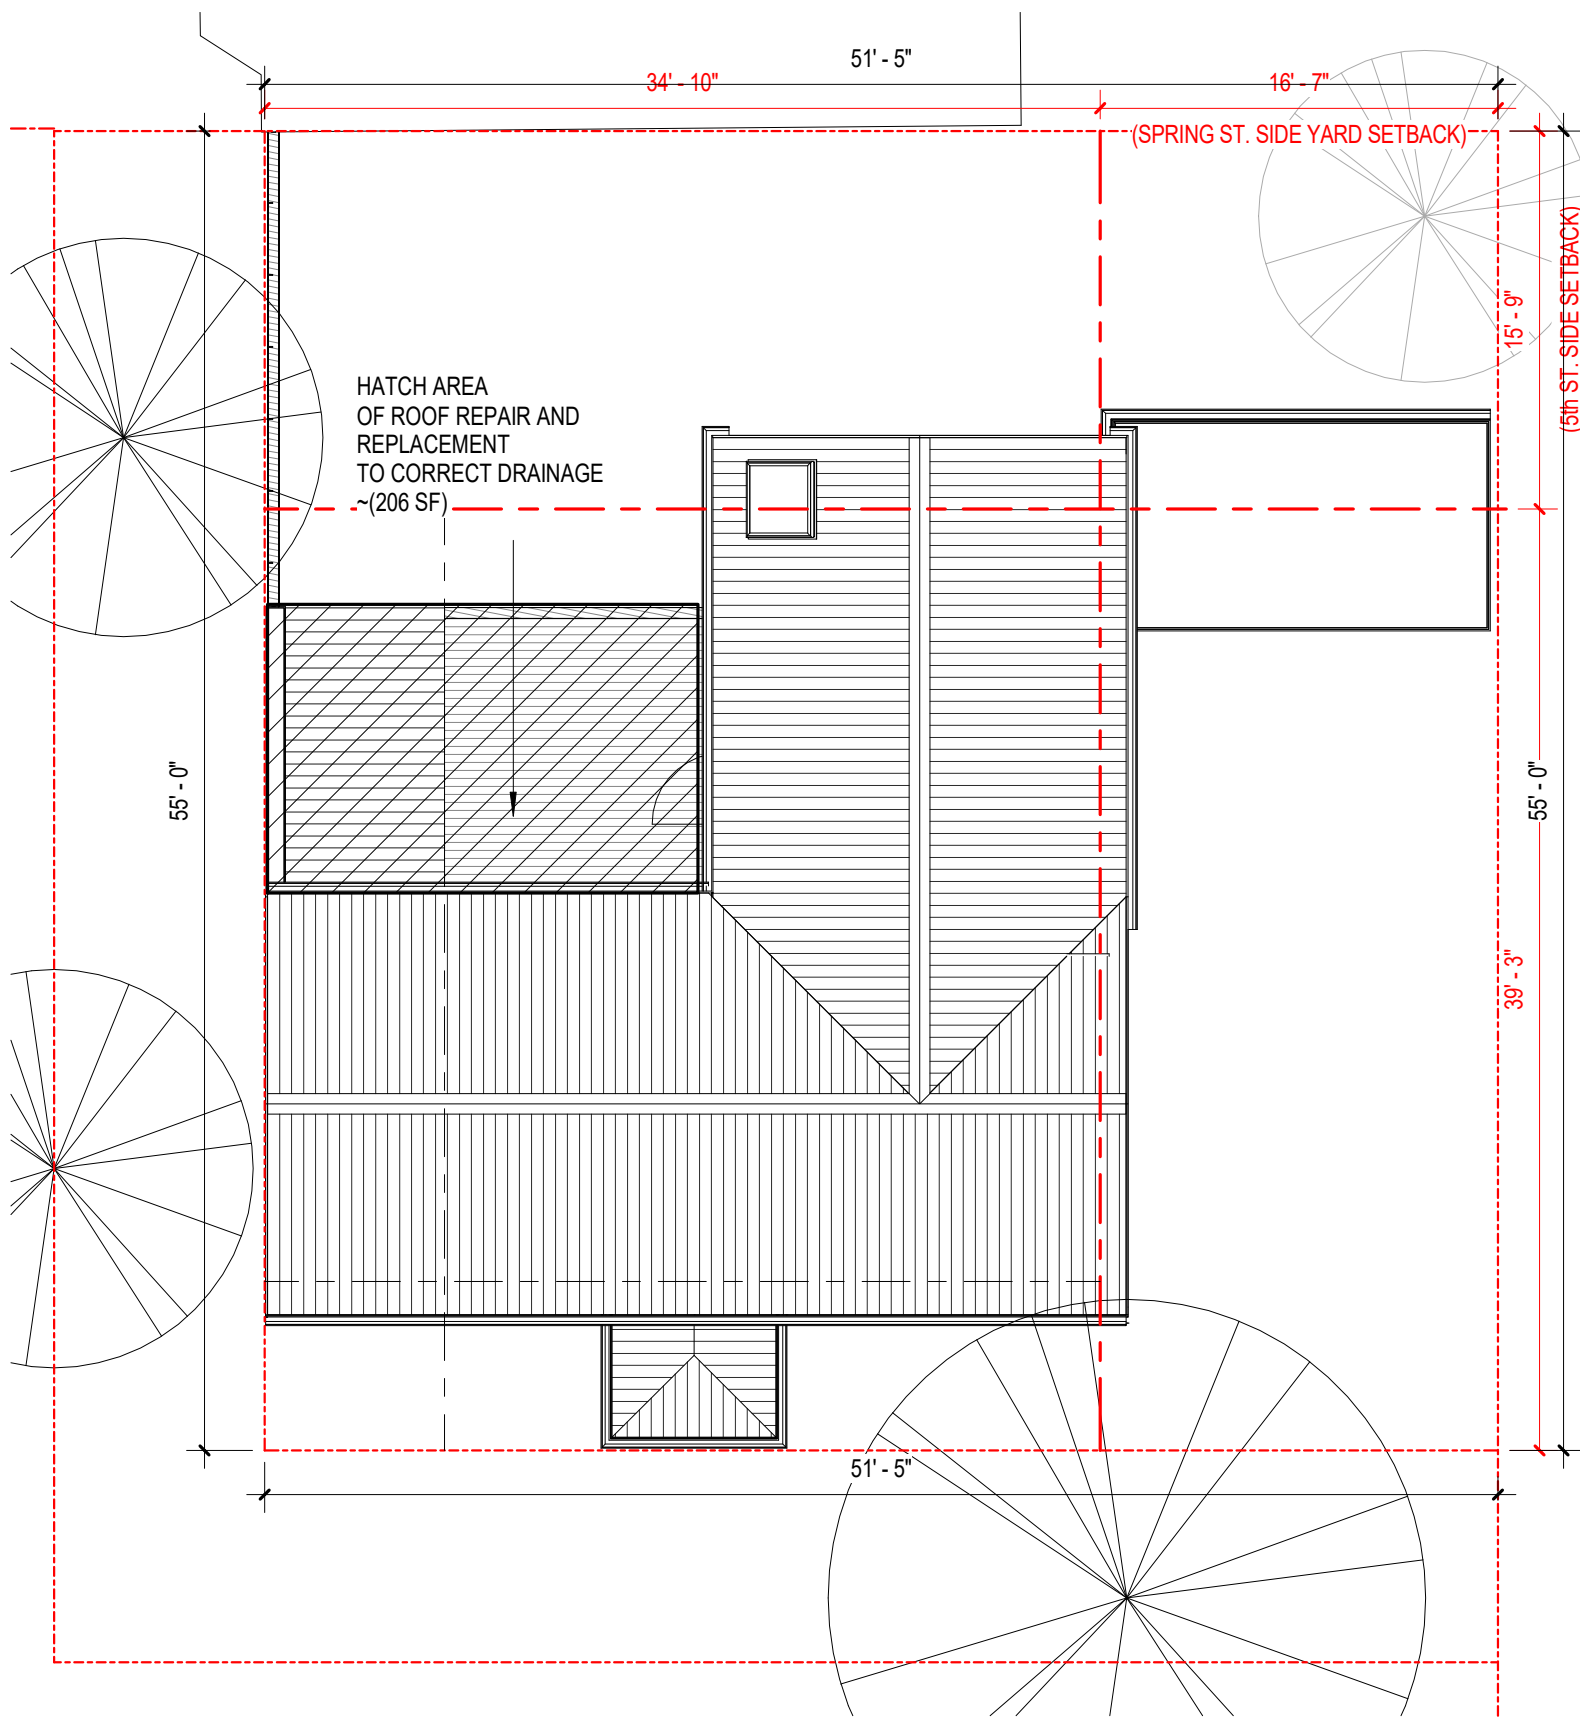 51' - 5"
34' - 10"
16' - 7"
(SPRING ST. SIDE YARD SETBACK)
(5th ST. SIDE SETBACK)
15' - 9"
HATCH AREA
OF ROOF REPAIR AND
REPLACEMENT
TO CORRECT DRAINAGE
~(206 SF)
55' - 0"
55' - 0"
39' - 3"
51' - 5"